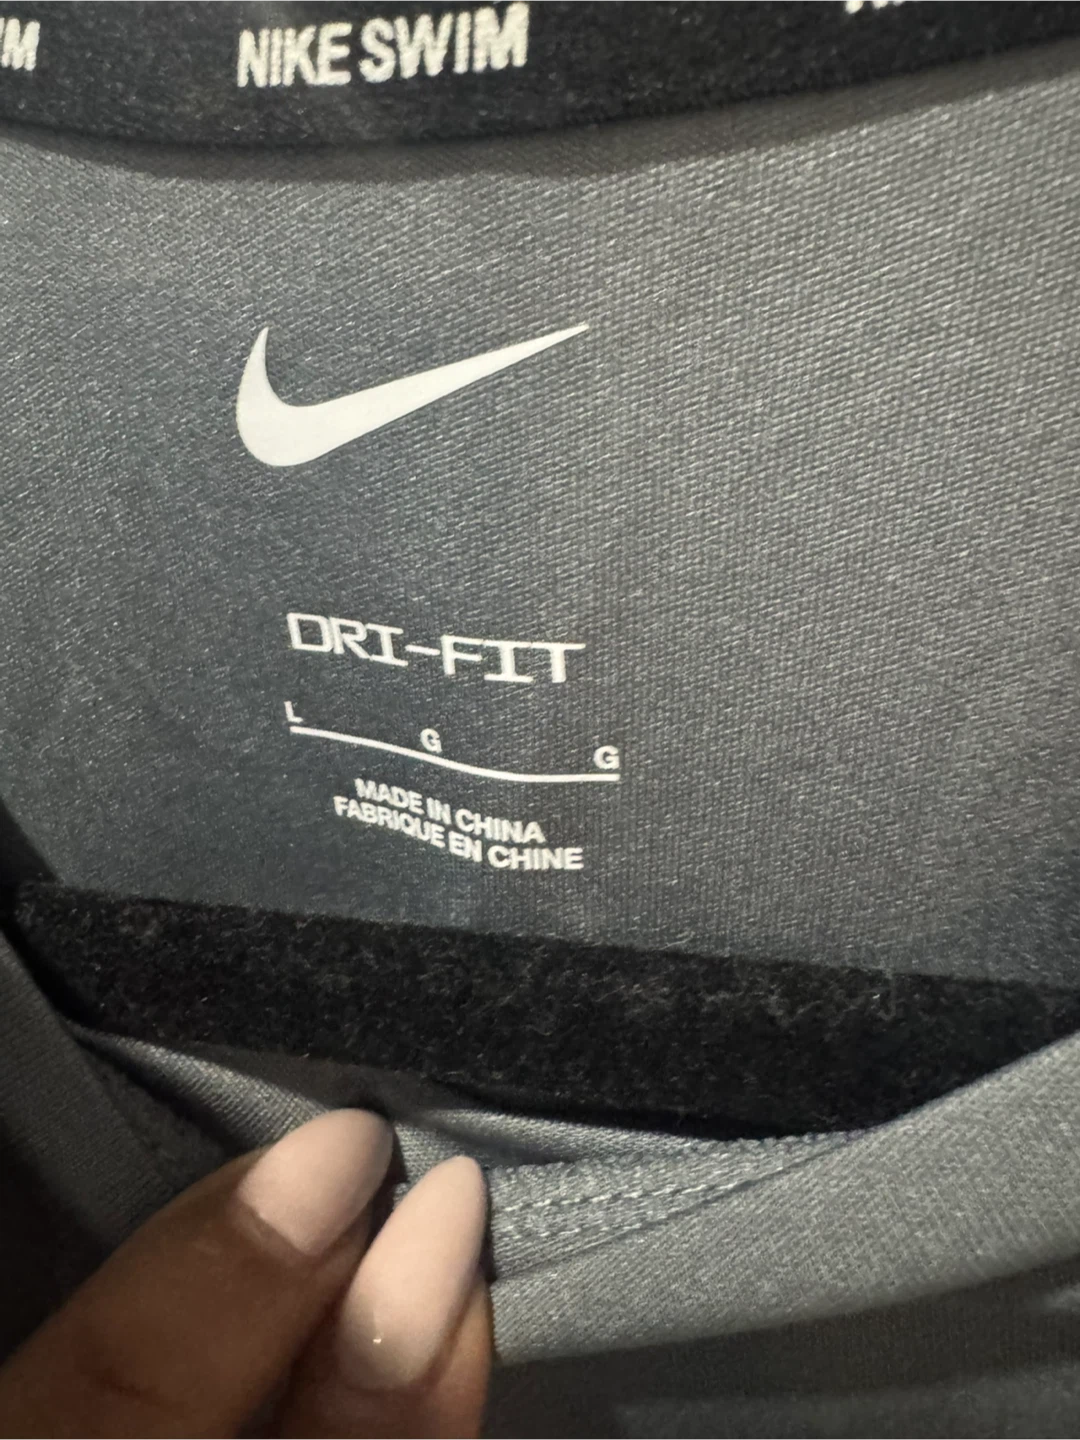 NIKE SWIM
DRI-FIT
L G G
MADE IN CHINA
FABRIQUE EN CHINE